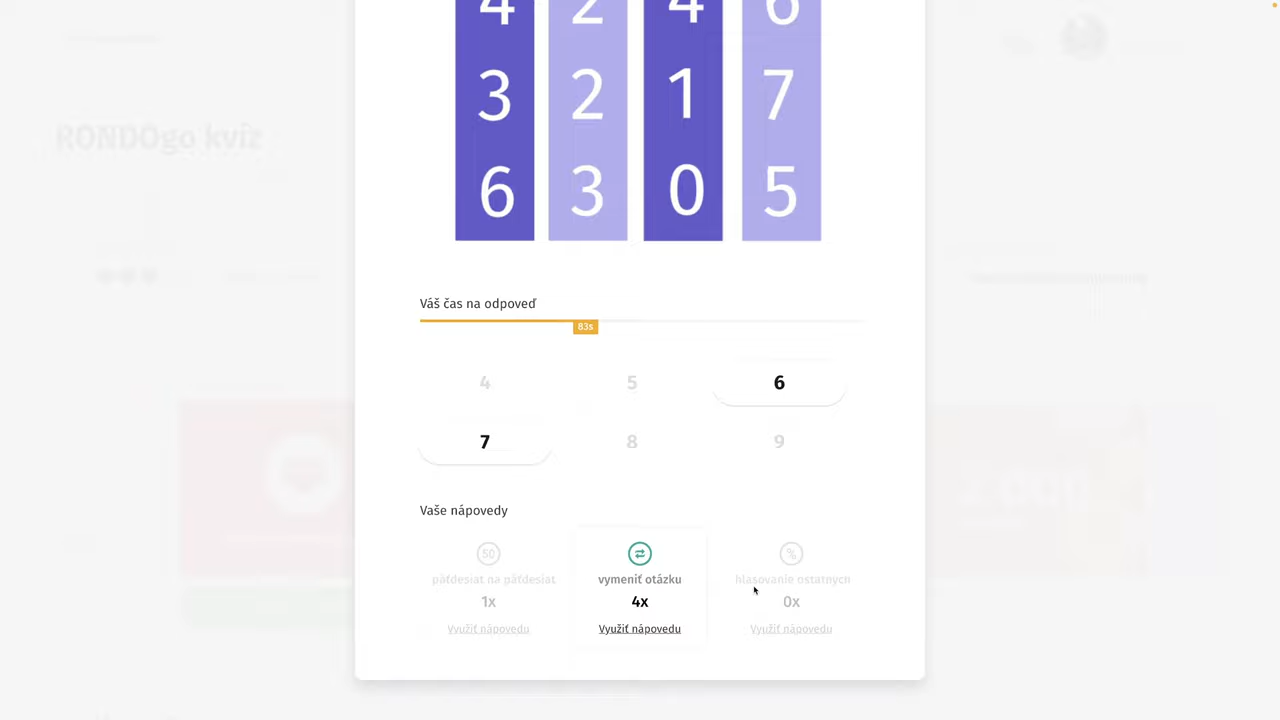 4 2 4 6
RONDOgo kvíz
3 2 1 7
6 3 0 5
Váš čas na odpoveď
83s
4 5 6
7 8 9
Vaše nápovedy
50 %
päťdesiat na päťdesiat vymeniť otázku hlasovanie ostatných
1x 4x 0x
Využiť nápovedu Využiť nápovedu Využiť nápovedu